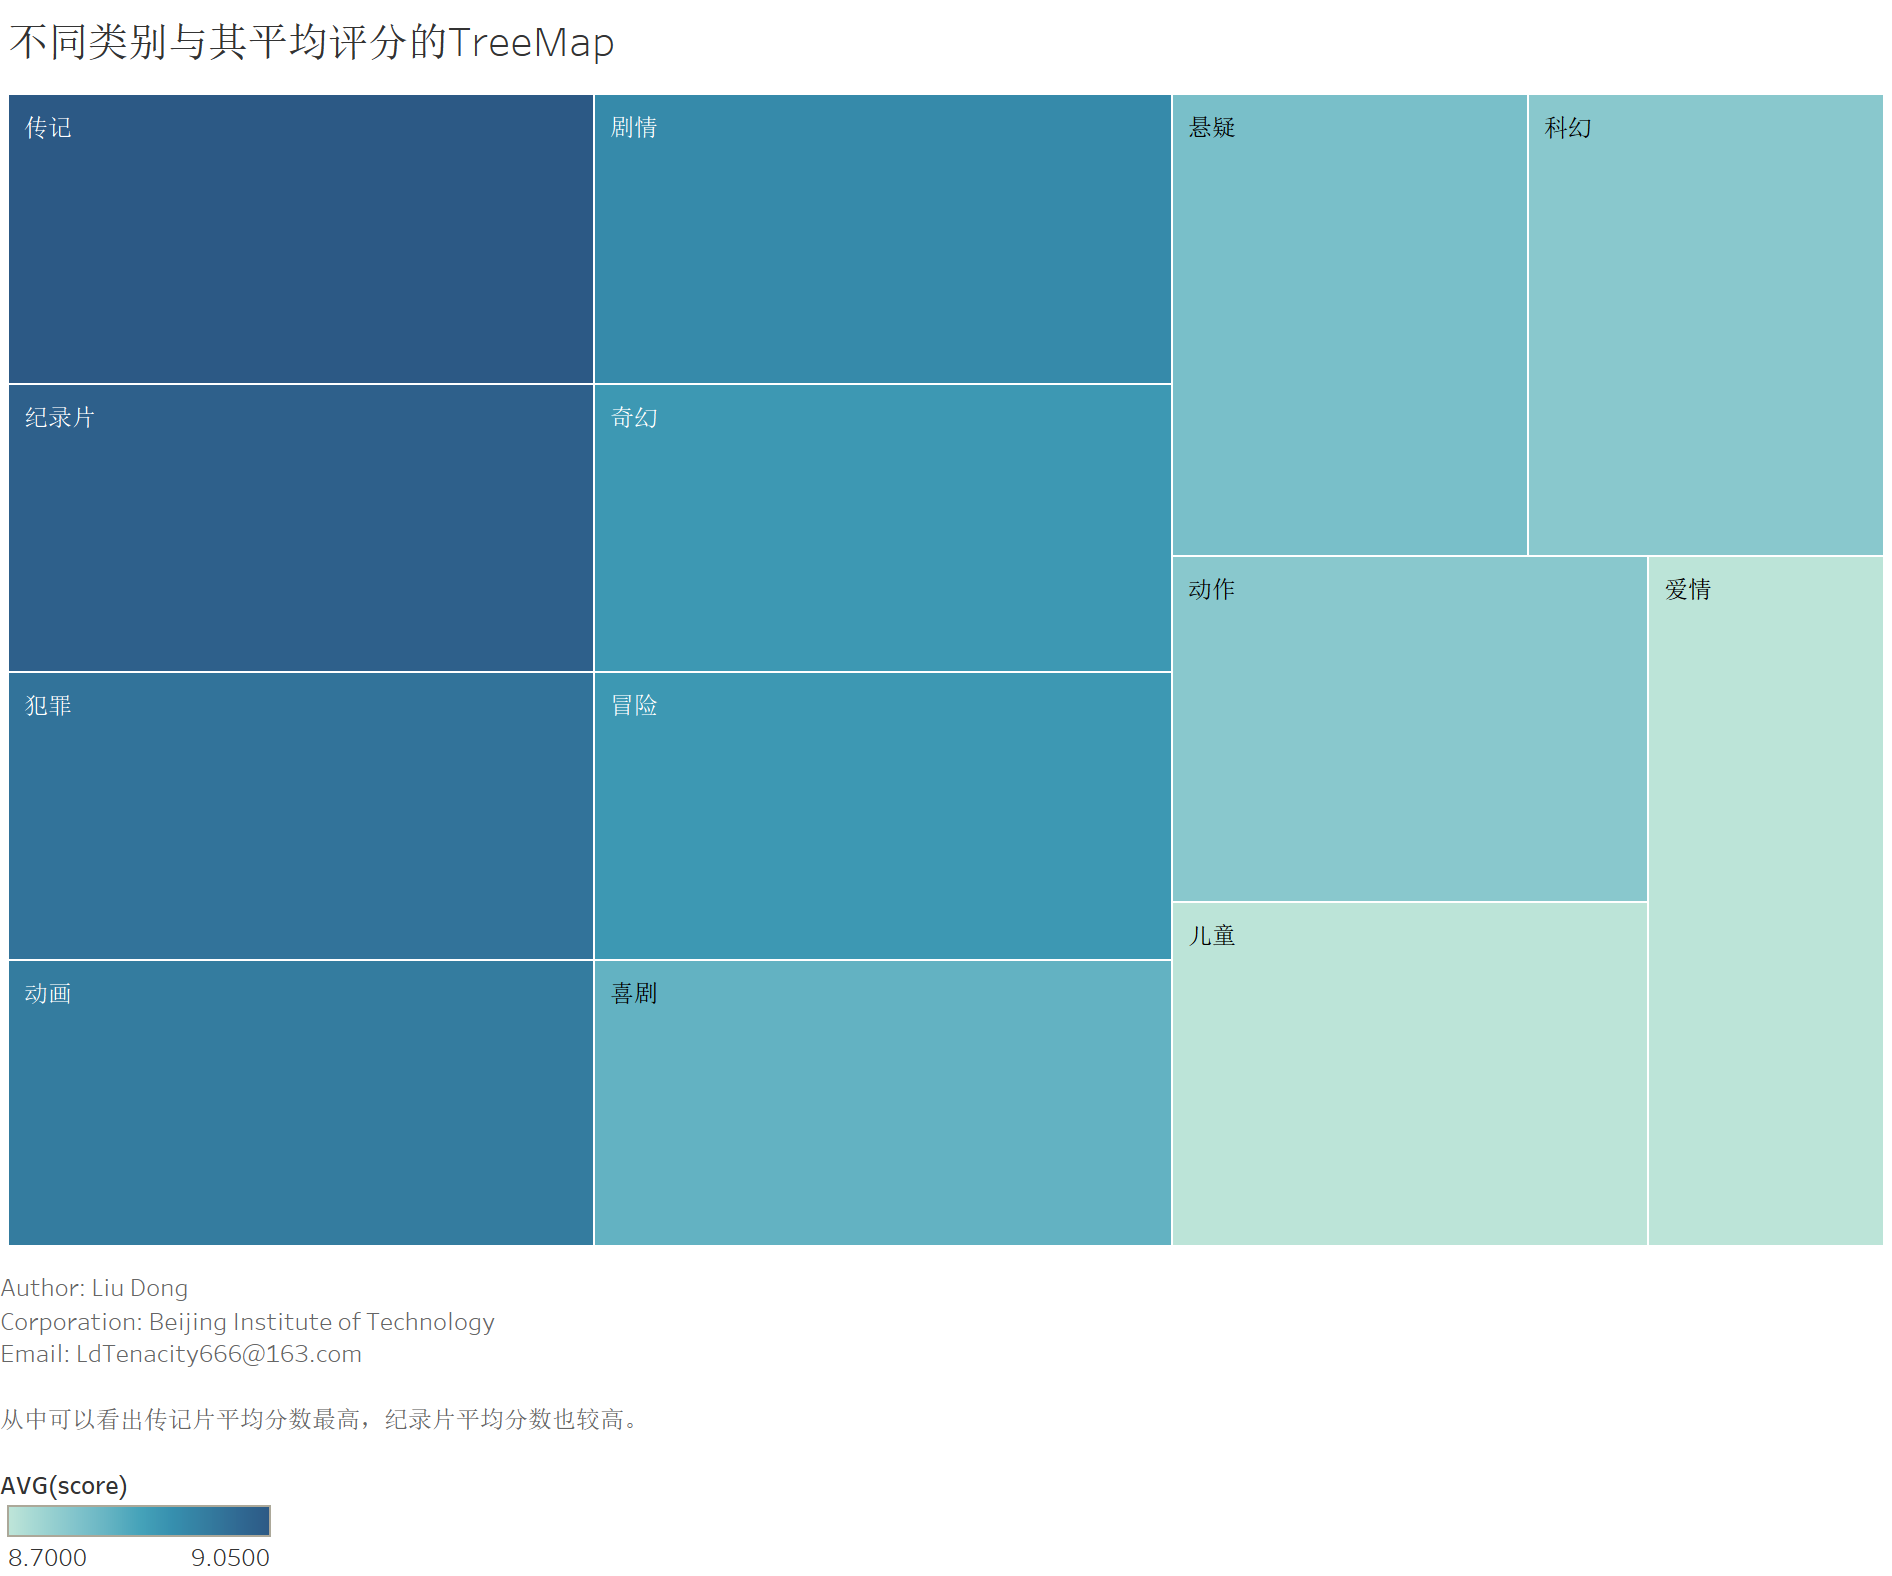 不同类别与其平均评分的TreeMap
传记
剧情
悬疑
科幻
纪录片
奇幻
动作
爱情
犯罪
冒险
儿童
动画
喜剧
Author: Liu Dong
Corporation: Beijing Institute of Technology
Email: LdTenacity666@163.com
从中可以看出传记片平均分数最高，纪录片平均分数也较高。
AVG(score)
8.7000 9.0500